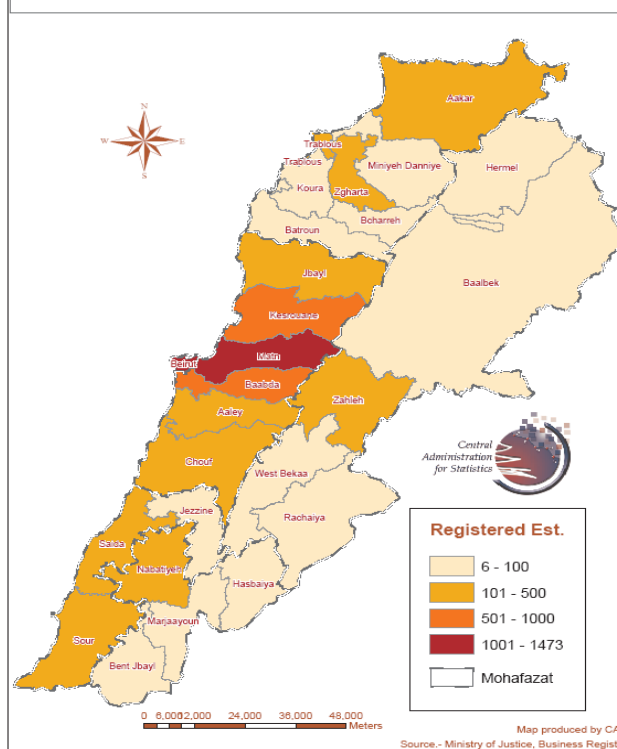 N
W E
S
Aakar
Trablous
Trablous
Miniyeh Danniye
Hermel
Koura
Zgharta
Bcharreh
Batroun
Baalbek
Jbayl
Kesrouane
Matn
Beirut
Baabda
Zahleh
Aaley
Central
Administration
for Statistics
Chouf
West Bekaa
Jezzine
Rachaiya
Saida
Nabatiyeh
Hasbaiya
Marjaayoun
Sour
Bent Jbayl
Registered Est.
6 - 100
101 - 500
501 - 1000
1001 - 1473
Mohafazat
0 6,00012,000 24,000 36,000 48,000
Meters
Map produced by CA
Source.- Ministry of Justice, Business Regist